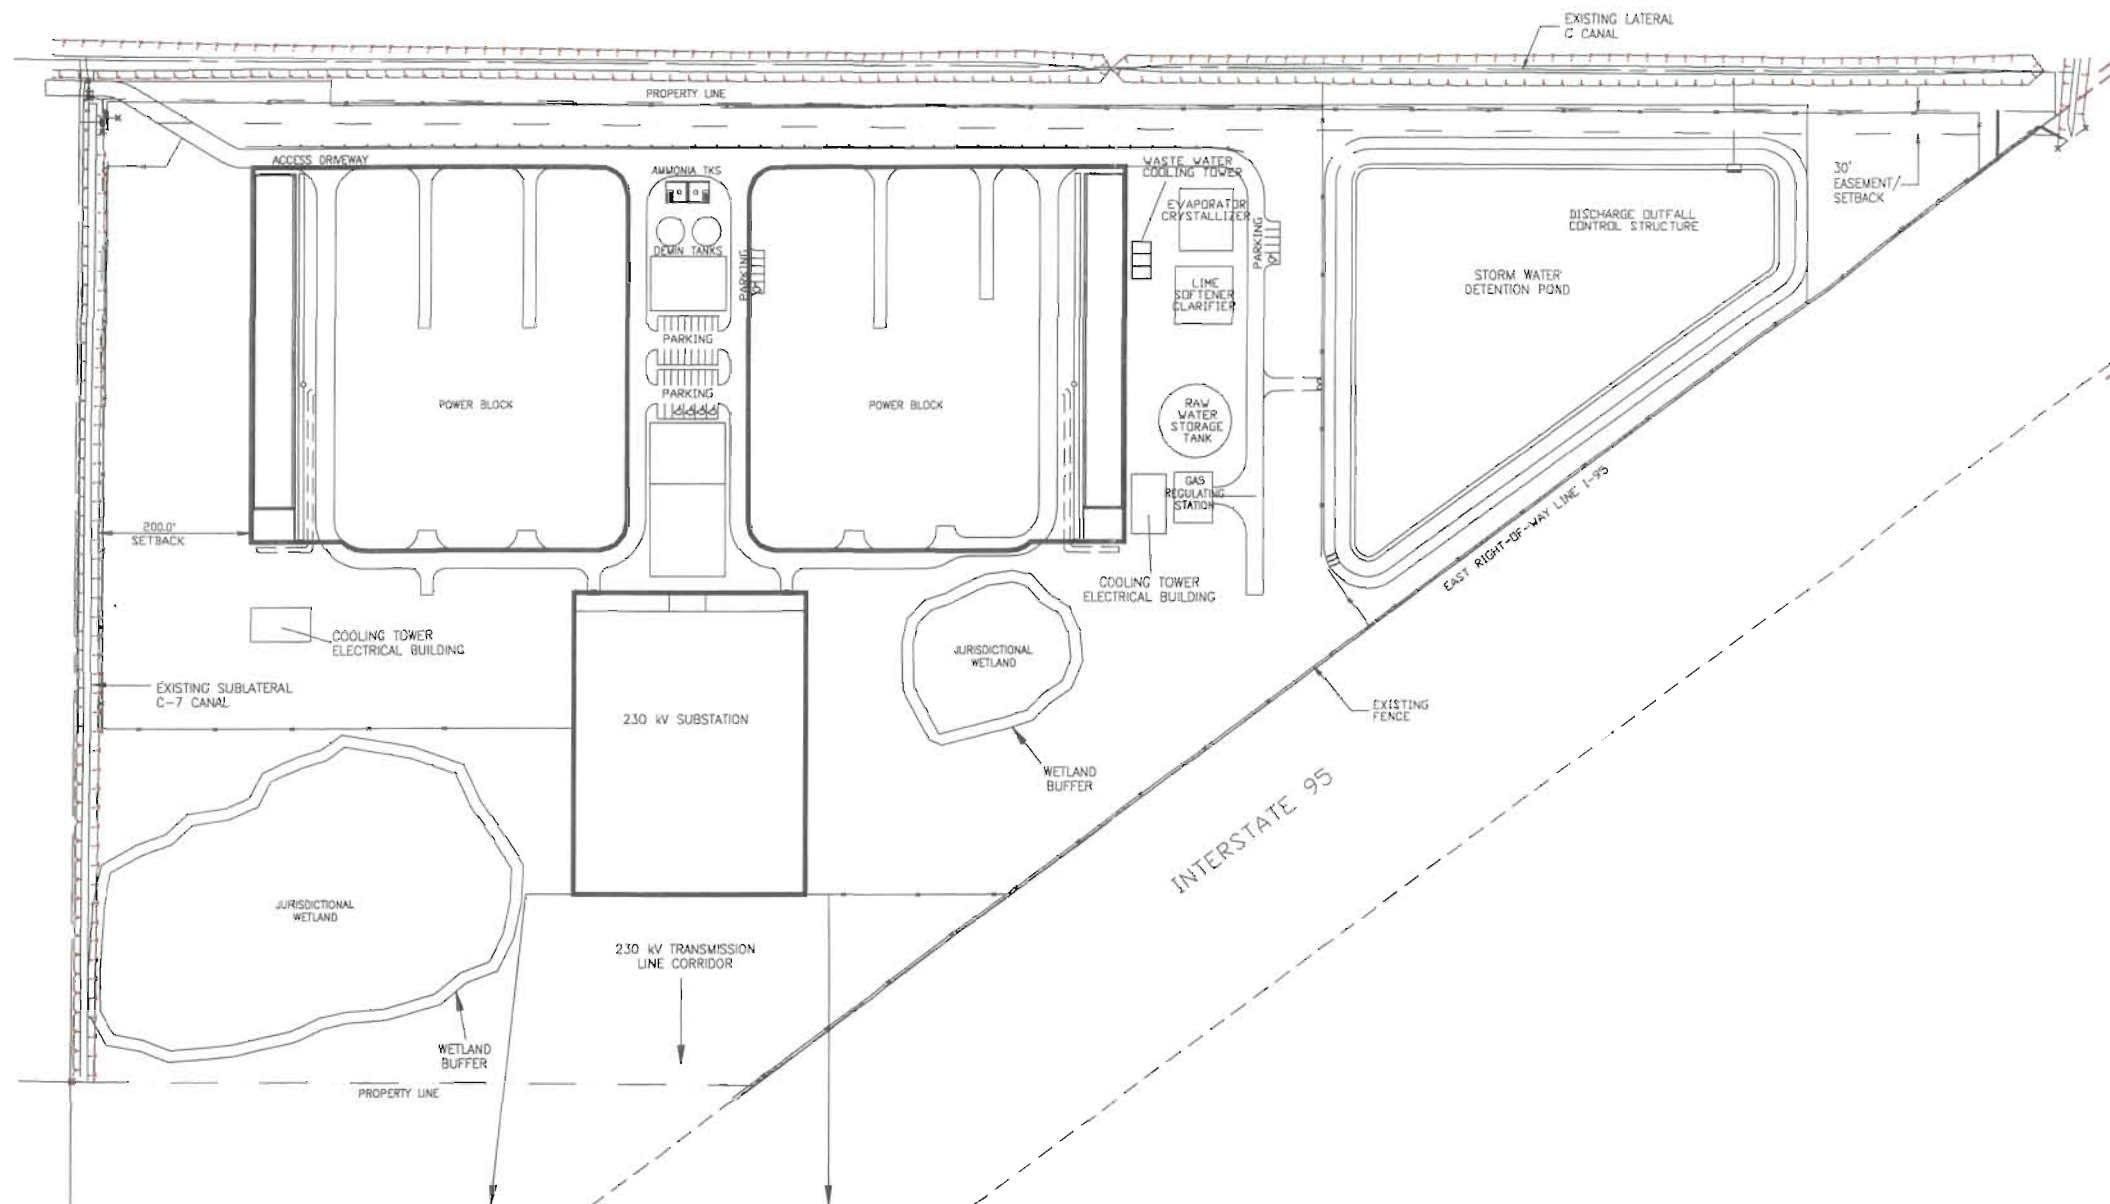 EXISTING LATERAL
C CANAL
PROPERTY LINE
ACCESS DRIVEWAY
AMMONIA TKS
WASTE WATER
COOLING TOWER
30'
EASEMENT/
SETBACK
EVAPORATOR
CRYSTALLIZER
DISCHARGE OUTFALL
CONTROL STRUCTURE
DEMIN TANKS
PARKING
PARKING
LIME
SOFTENER
CLARIFIER
STORM WATER
DETENTION POND
PARKING
PARKING
POWER BLOCK
POWER BLOCK
RAW
WATER
STORAGE
TANK
GAS
REGULATING
STATION
200.0'
SETBACK
EAST RIGHT-OF-WAY LINE I-95
COOLING TOWER
ELECTRICAL BUILDING
COOLING TOWER
ELECTRICAL BUILDING
JURISDICTIONAL
WETLAND
EXISTING SUBLATERAL
C-7 CANAL
230 kV SUBSTATION
EXISTING
FENCE
WETLAND
BUFFER
INTERSTATE 95
JURISDICTIONAL
WETLAND
230 kV TRANSMISSION
LINE CORRIDOR
WETLAND
BUFFER
PROPERTY LINE